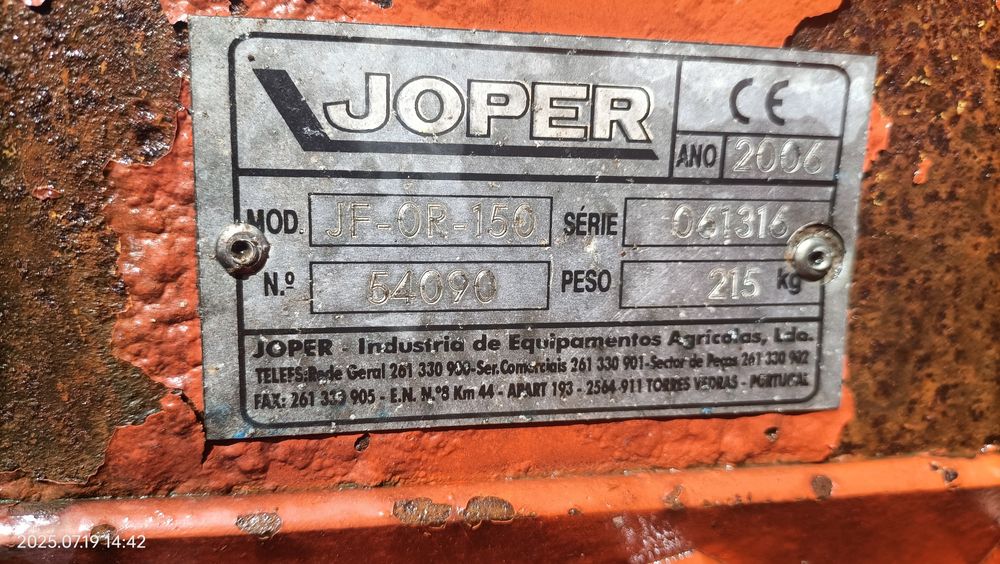 JOPER
CE
ANO 2006
MOD. JF-OR-150 SÉRIE 061316
N.º 54090 PESO 215 kg
JOPER - Industria de Equipamentos Agrícolas, Lda.
TELEFS: Rede Geral 261 330 900-Ser. Comerciais 261 330 901-Sector de Peças 261 330 902
FAX: 261 333 905 - E.N. N.º8 Km 44 - APART 193 - 2564-911 TORRES VEDRAS - PORTUGAL
2025.07.19 14:42